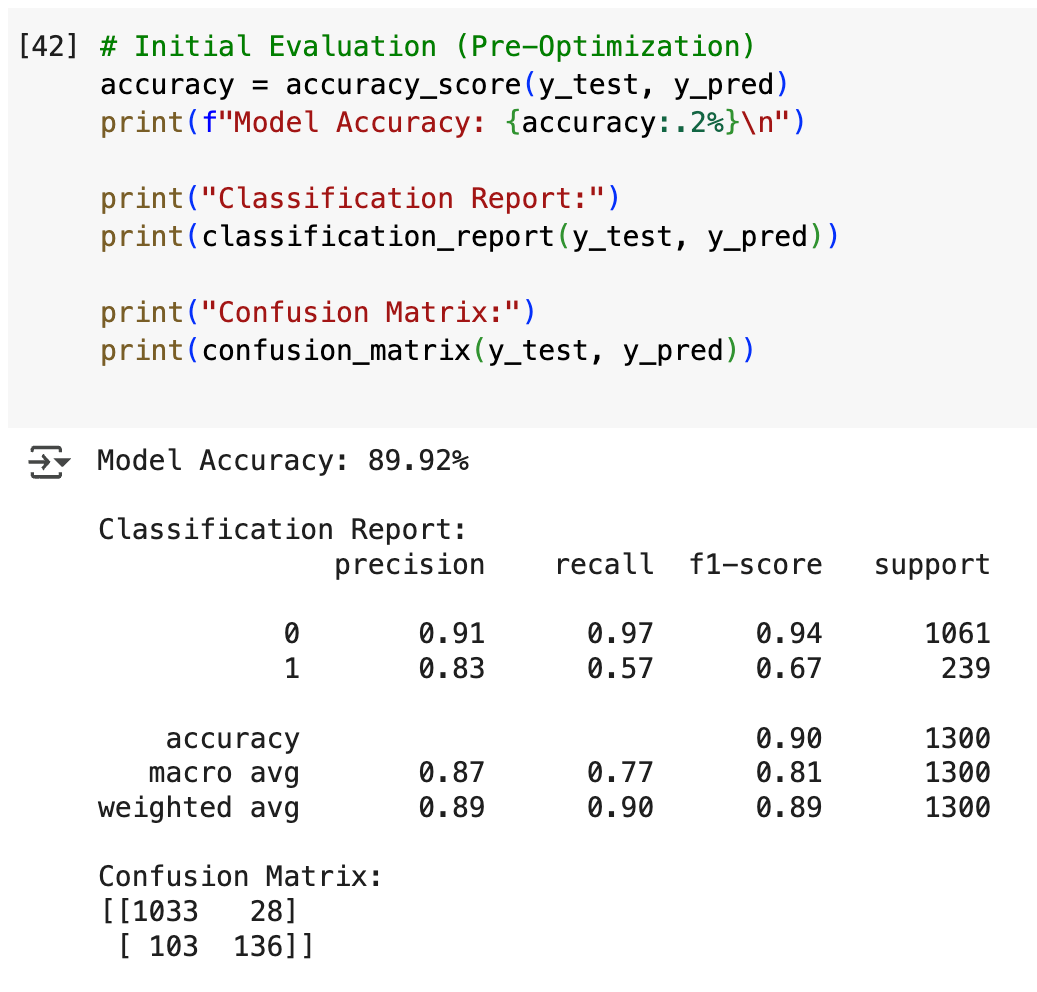 [42] # Initial Evaluation (Pre-Optimization)
accuracy = accuracy_score(y_test, y_pred)
print(f"Model Accuracy: {accuracy:.2%}\n")
print("Classification Report:")
print(classification_report(y_test, y_pred))
print("Confusion Matrix:")
print(confusion_matrix(y_test, y_pred))
Model Accuracy: 89.92%
Classification Report:
precision recall f1-score support
0 0.91 0.97 0.94 1061
1 0.83 0.57 0.67 239
accuracy 0.90 1300
macro avg 0.87 0.77 0.81 1300
weighted avg 0.89 0.90 0.89 1300
Confusion Matrix:
[[1033 28]
[ 103 136]]